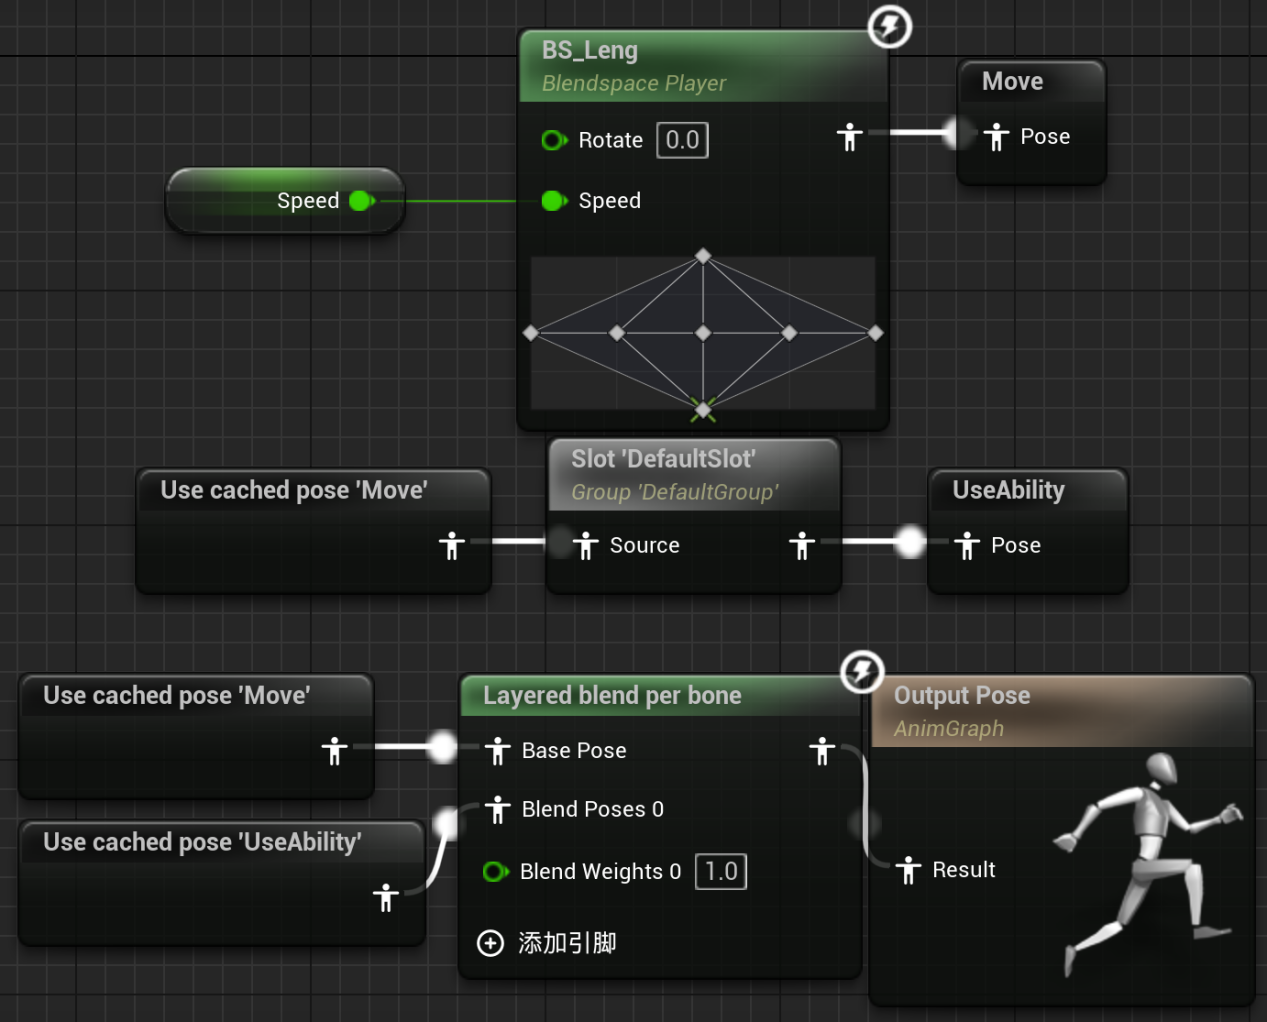 BS_Leng
Blendspace Player
Rotate 0.0
Speed
Move
Pose
Speed
Use cached pose 'Move'
Slot 'DefaultSlot'
Group 'DefaultGroup'
Source
UseAbility
Pose
Use cached pose 'Move'
Use cached pose 'UseAbility'
Layered blend per bone
Base Pose
Blend Poses 0
Blend Weights 0 1.0
添加引脚
Output Pose
AnimGraph
Result